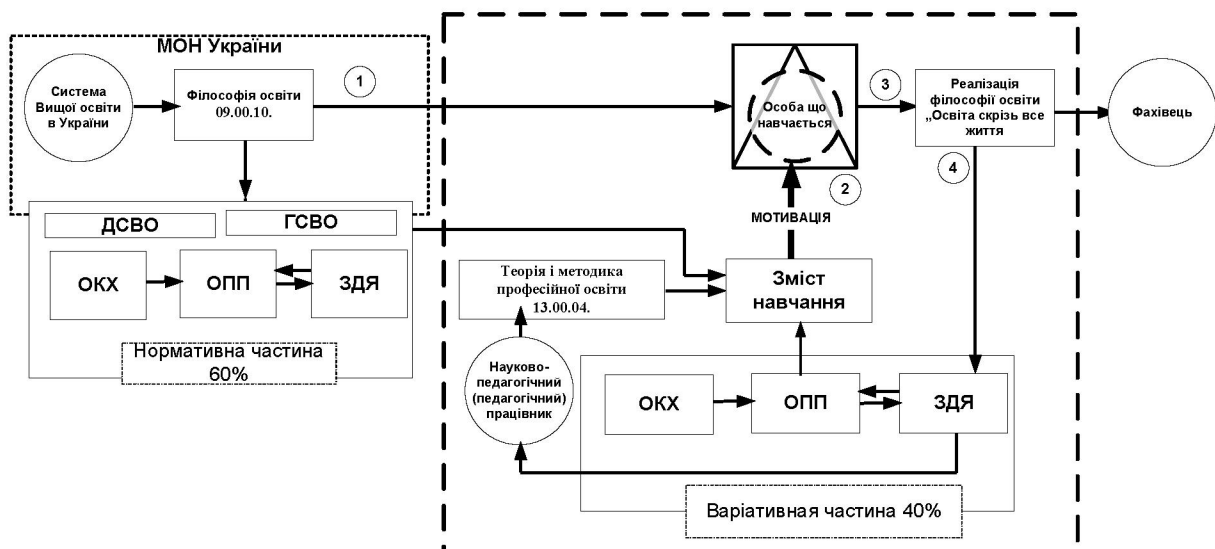 МОН України
Система
Вищої освіти
в України
Філософія освіти
09.00.10.
1
Особа що
навчається
3
Реалізація
філософії освіти
„Освіта скрізь все
життя
Фахівець
2
4
МОТИВАЦІЯ
ДСВО
ГСВО
ОКХ
ОПП
ЗДЯ
Нормативна частина
60%
Теорія і методика
професійної освіти
13.00.04.
Зміст
навчання
Науково-
педагогічний
(педагогічний)
працівник
ОКХ
ОПП
ЗДЯ
Варіативная частина 40%